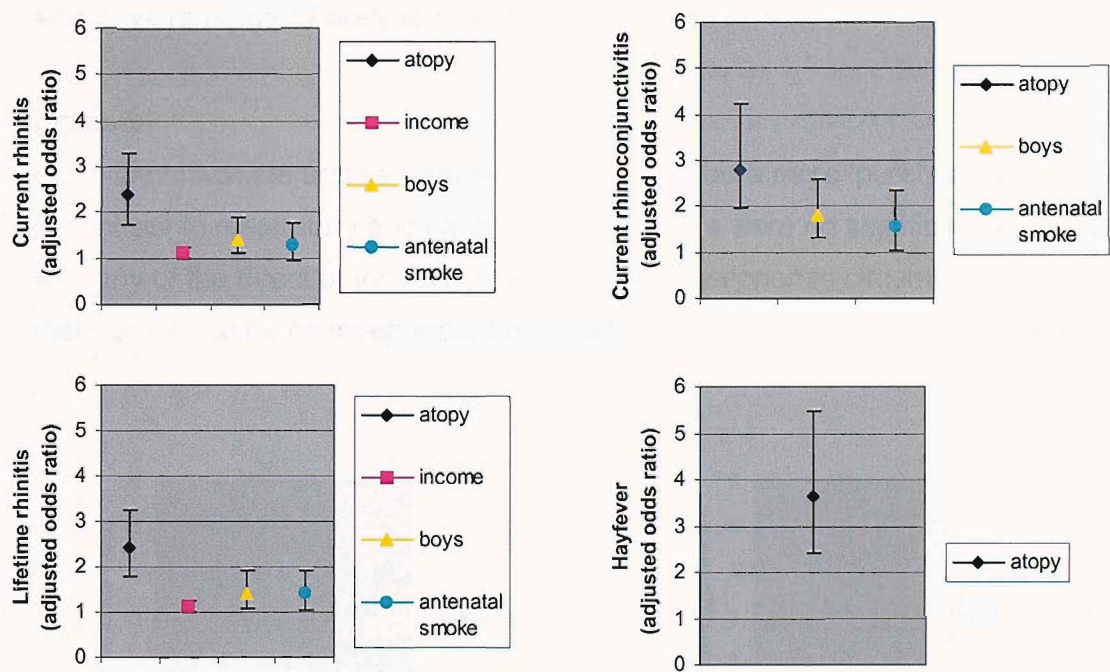 Current rhinitis
(adjusted odds ratio)
6
5
4
3
2
1
0
atopy
income
boys
antenatal
smoke
Current rhinoconjunctivitis
(adjusted odds ratio)
6
5
4
3
2
1
0
atopy
boys
antenatal
smoke
Lifetime rhinitis
(adjusted odds ratio)
6
5
4
3
2
1
0
atopy
income
boys
antenatal
smoke
Hayfever
(adjusted odds ratio)
6
5
4
3
2
1
0
atopy